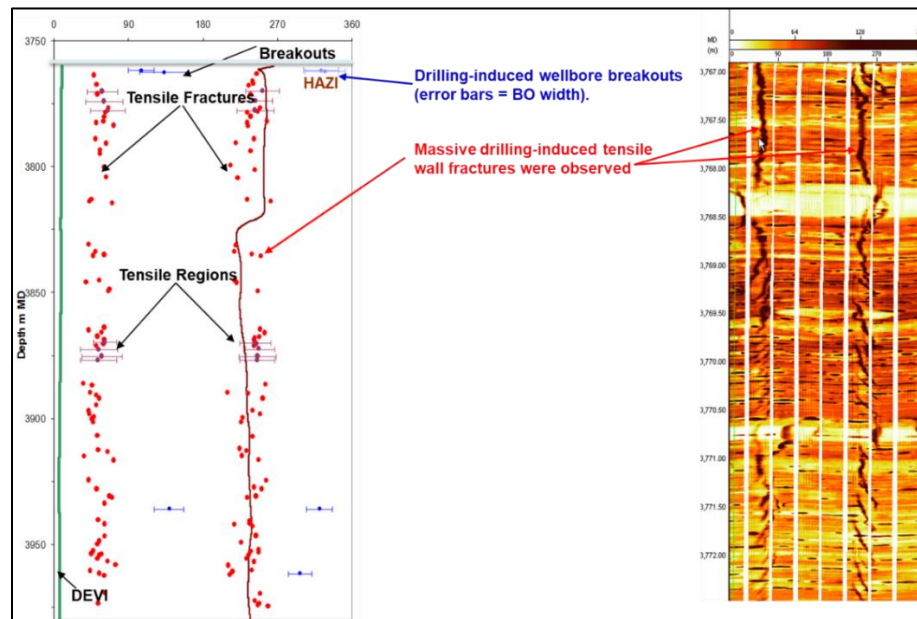 0 90 180 270 360
3750
Breakouts
HAZI
Tensile Fractures
3800
Tensile Regions
3850
Depth m MD
3900
3950
DEVI
Drilling-induced wellbore breakouts
(error bars = BO width).
Massive drilling-induced tensile
wall fractures were observed
MD
(m)
0 64 128
0 90 270
3,767.00
3,767.50
3,768.00
3,768.50
3,769.00
3,769.50
3,770.00
3,770.50
3,771.00
3,771.50
3,772.00